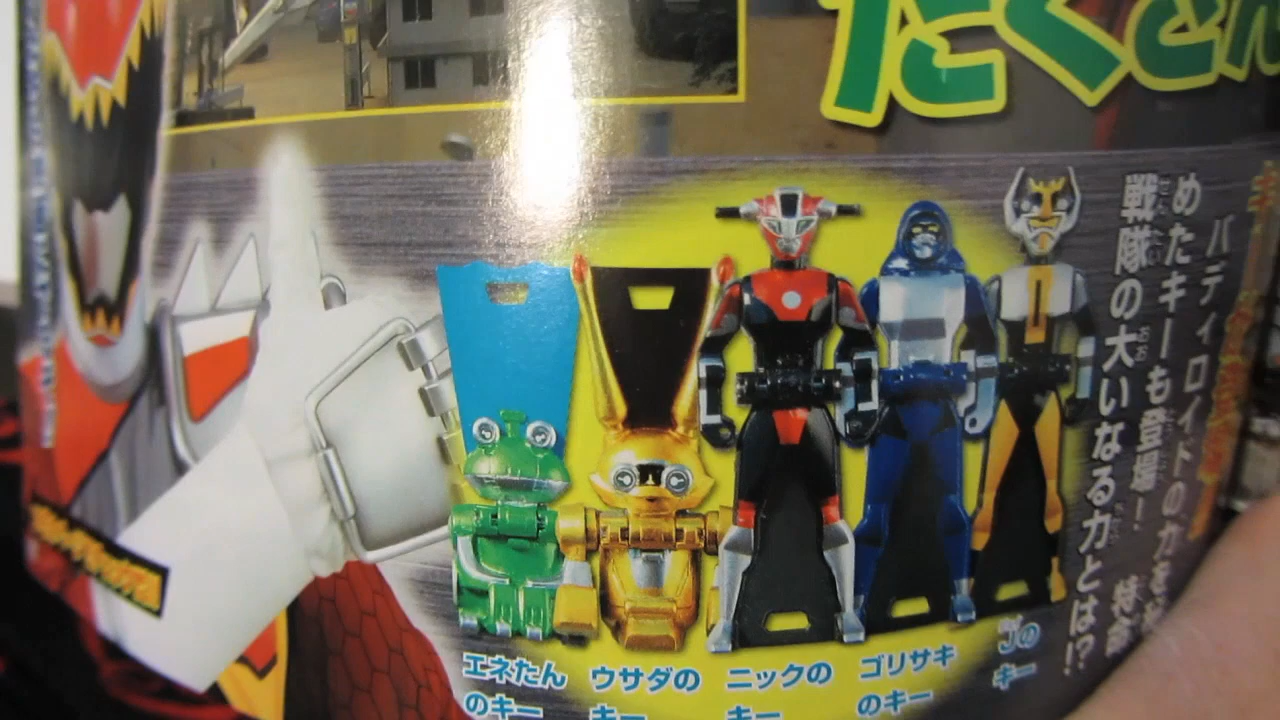 たくさん
バディロイドの力を
めたキーも登場! 特命
戦隊の大いなる力とは!?
エネたん
のキー
ウサダの
キー
ニックの
キー
ゴリサキ
のキー
Jの
キー